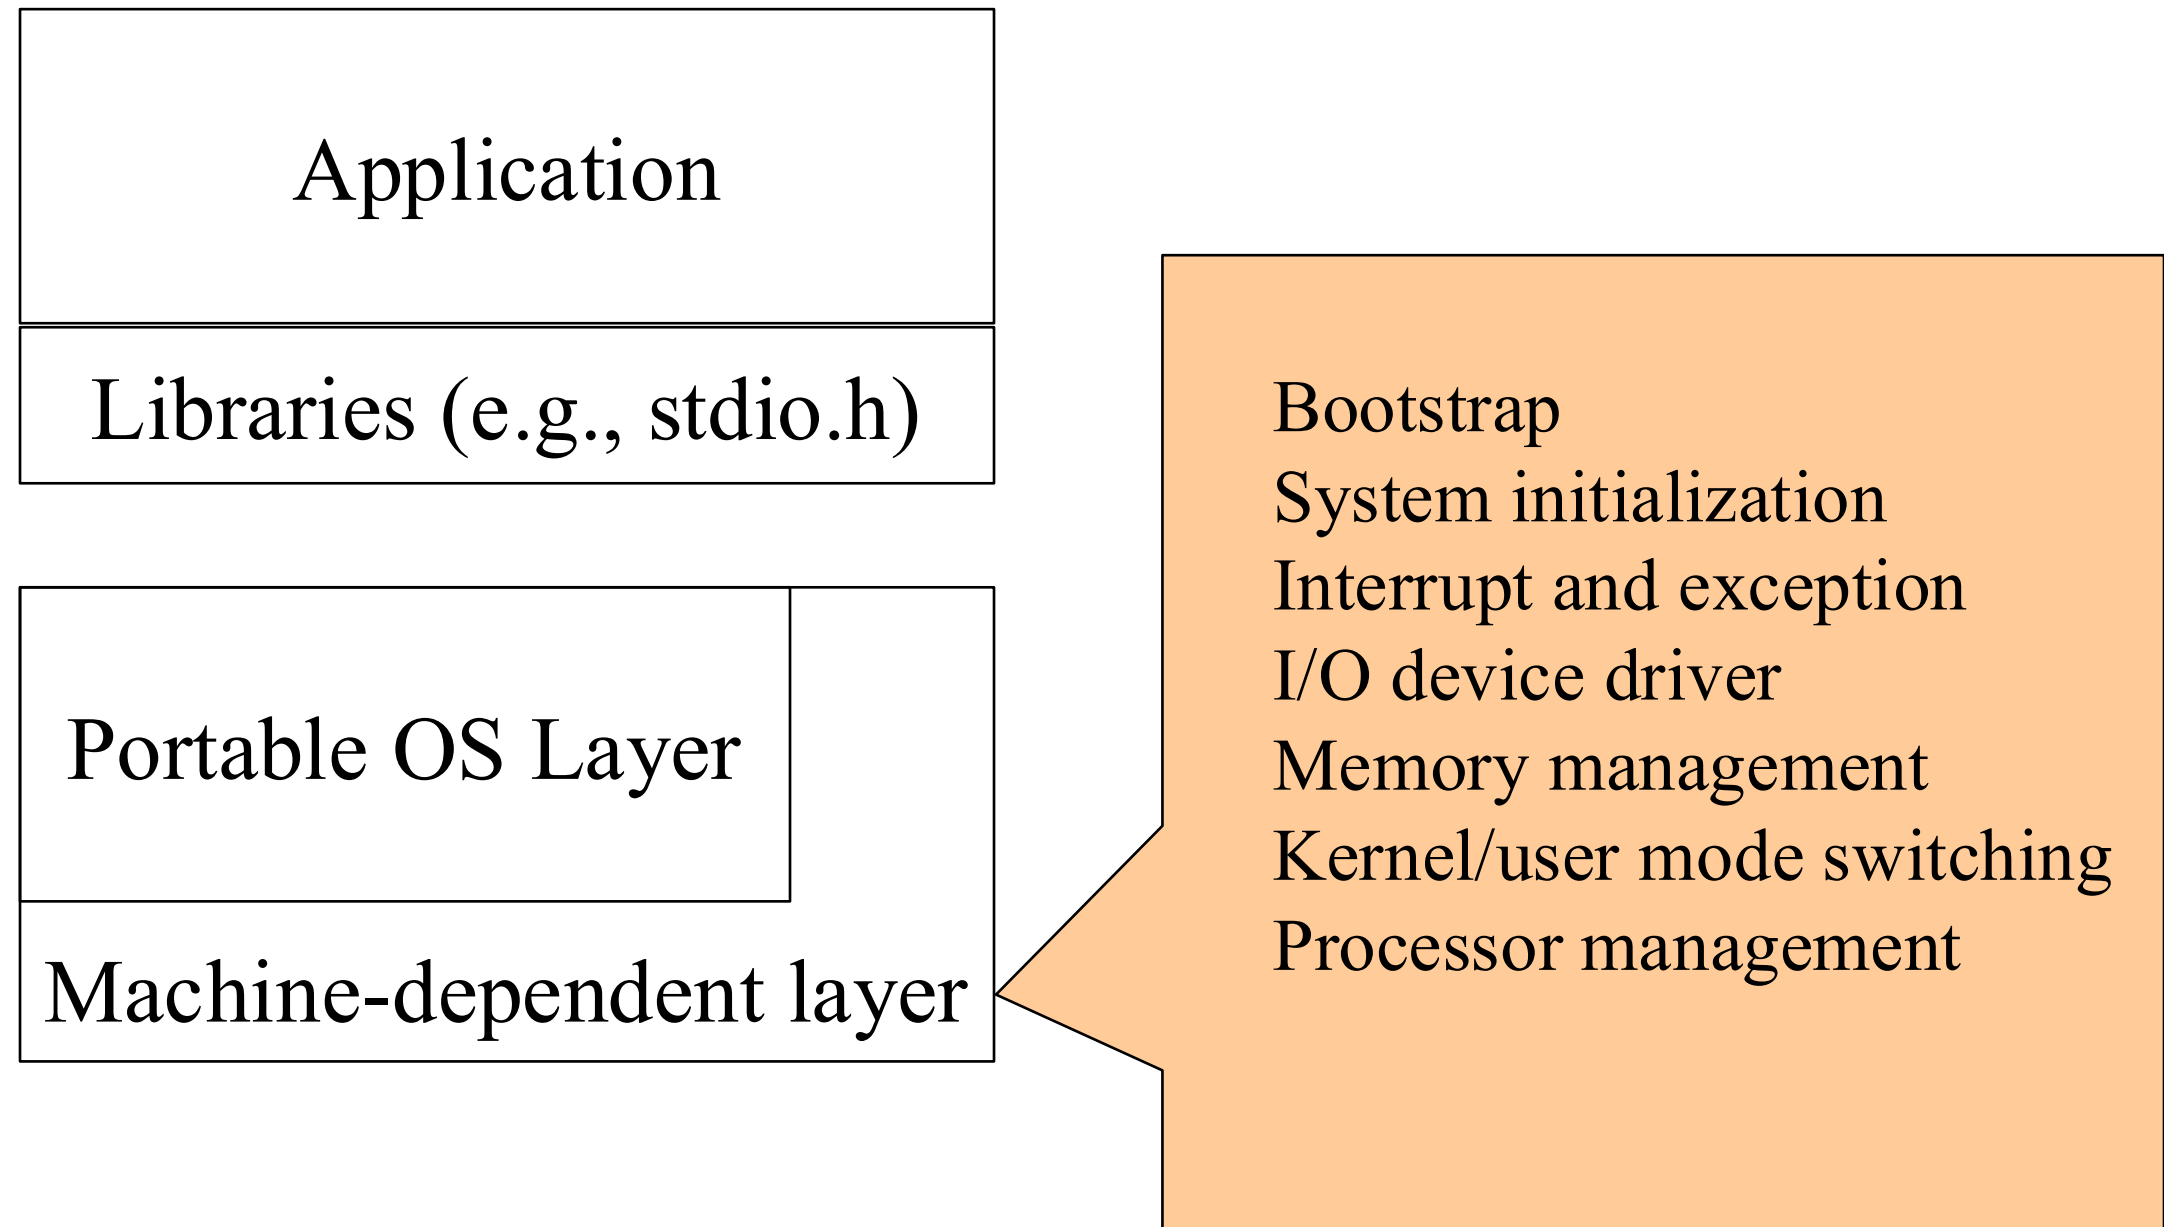 Application
Libraries (e.g., stdio.h)
Portable OS Layer
Machine-dependent layer
Bootstrap
System initialization
Interrupt and exception
I/O device driver
Memory management
Kernel/user mode switching
Processor management